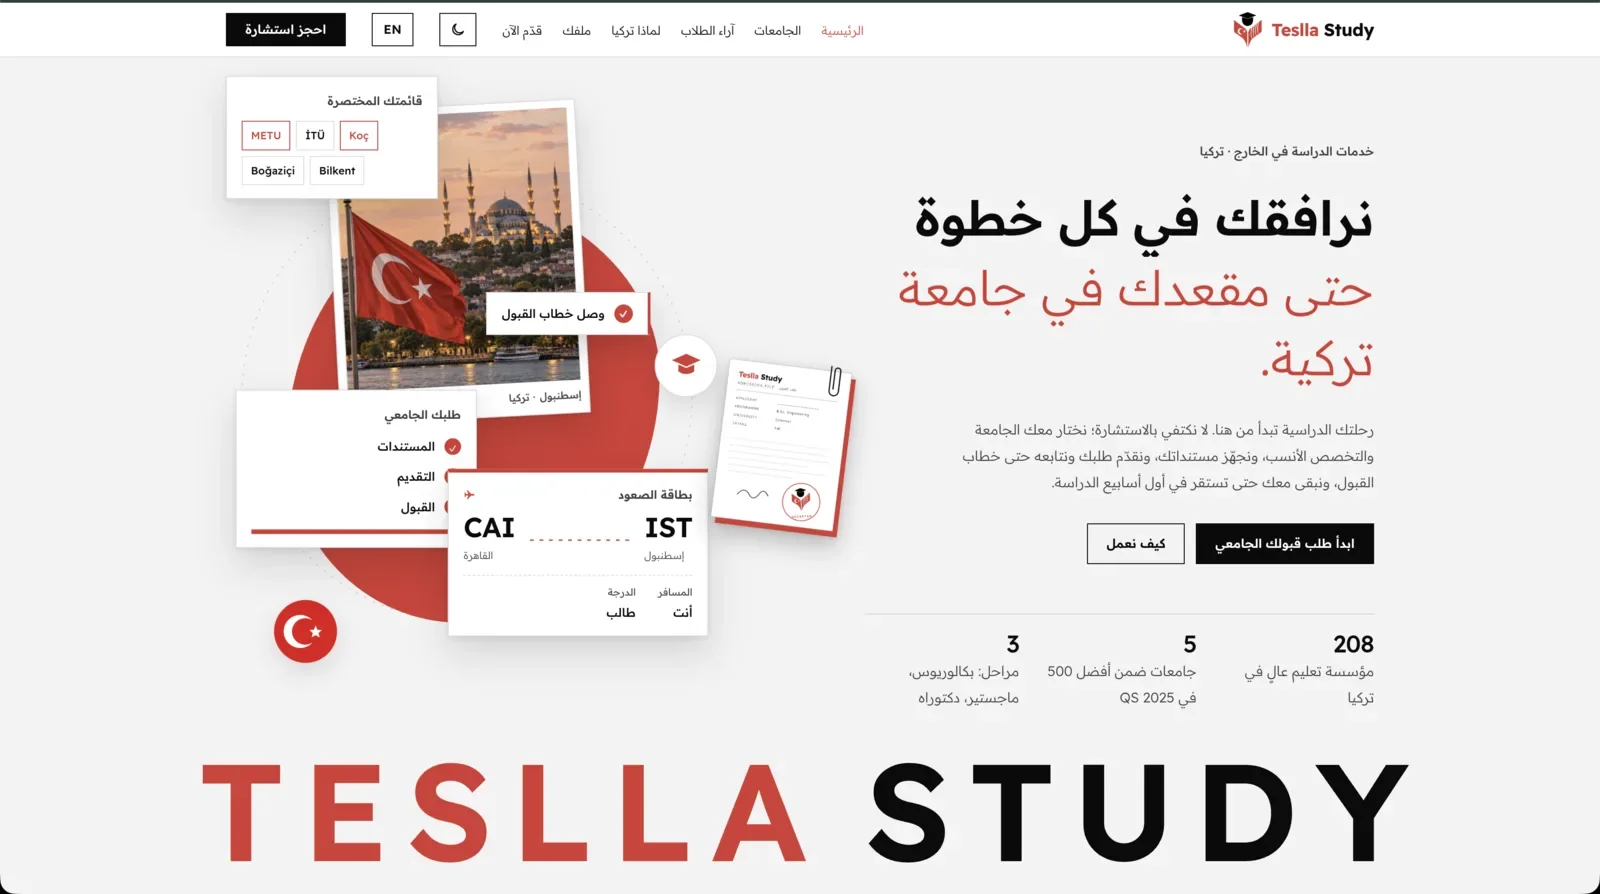 Teslla Study
الرئيسية
الجامعات
آراء الطلاب
لماذا تركيا
ملفك
قدّم الآن
EN
احجز استشارة
خدمات الدراسة في الخارج · تركيا
نرافقك في كل خطوة
حتى مقعدك في جامعة
تركية.
رحلتك الدراسية تبدأ من هنا. لا نكتفي بالاستشارة؛ نختار معك الجامعة
والتخصص الأنسب، ونجهّز مستنداتك، ونقدّم طلبك ونتابعه حتى خطاب
القبول، ونبقى معك حتى تستقر في أول أسابيع الدراسة.
ابدأ طلب قبولك الجامعي
كيف نعمل
208
مؤسسة تعليم عالٍ في
تركيا
5
جامعات ضمن أفضل 500
في QS 2025
3
مراحل: بكالوريوس،
ماجستير، دكتوراه
قائمتك المختصرة
METU İTÜ Koç
Boğaziçi Bilkent
وصل خطاب القبول
إسطنبول · تركيا
طلبك الجامعي
المستندات
التقديم
القبول
بطاقة الصعود
CAI IST
القاهرة إسطنبول
المسافر الدرجة
أنت طالب
Teslla Study
TESLLA STUDY